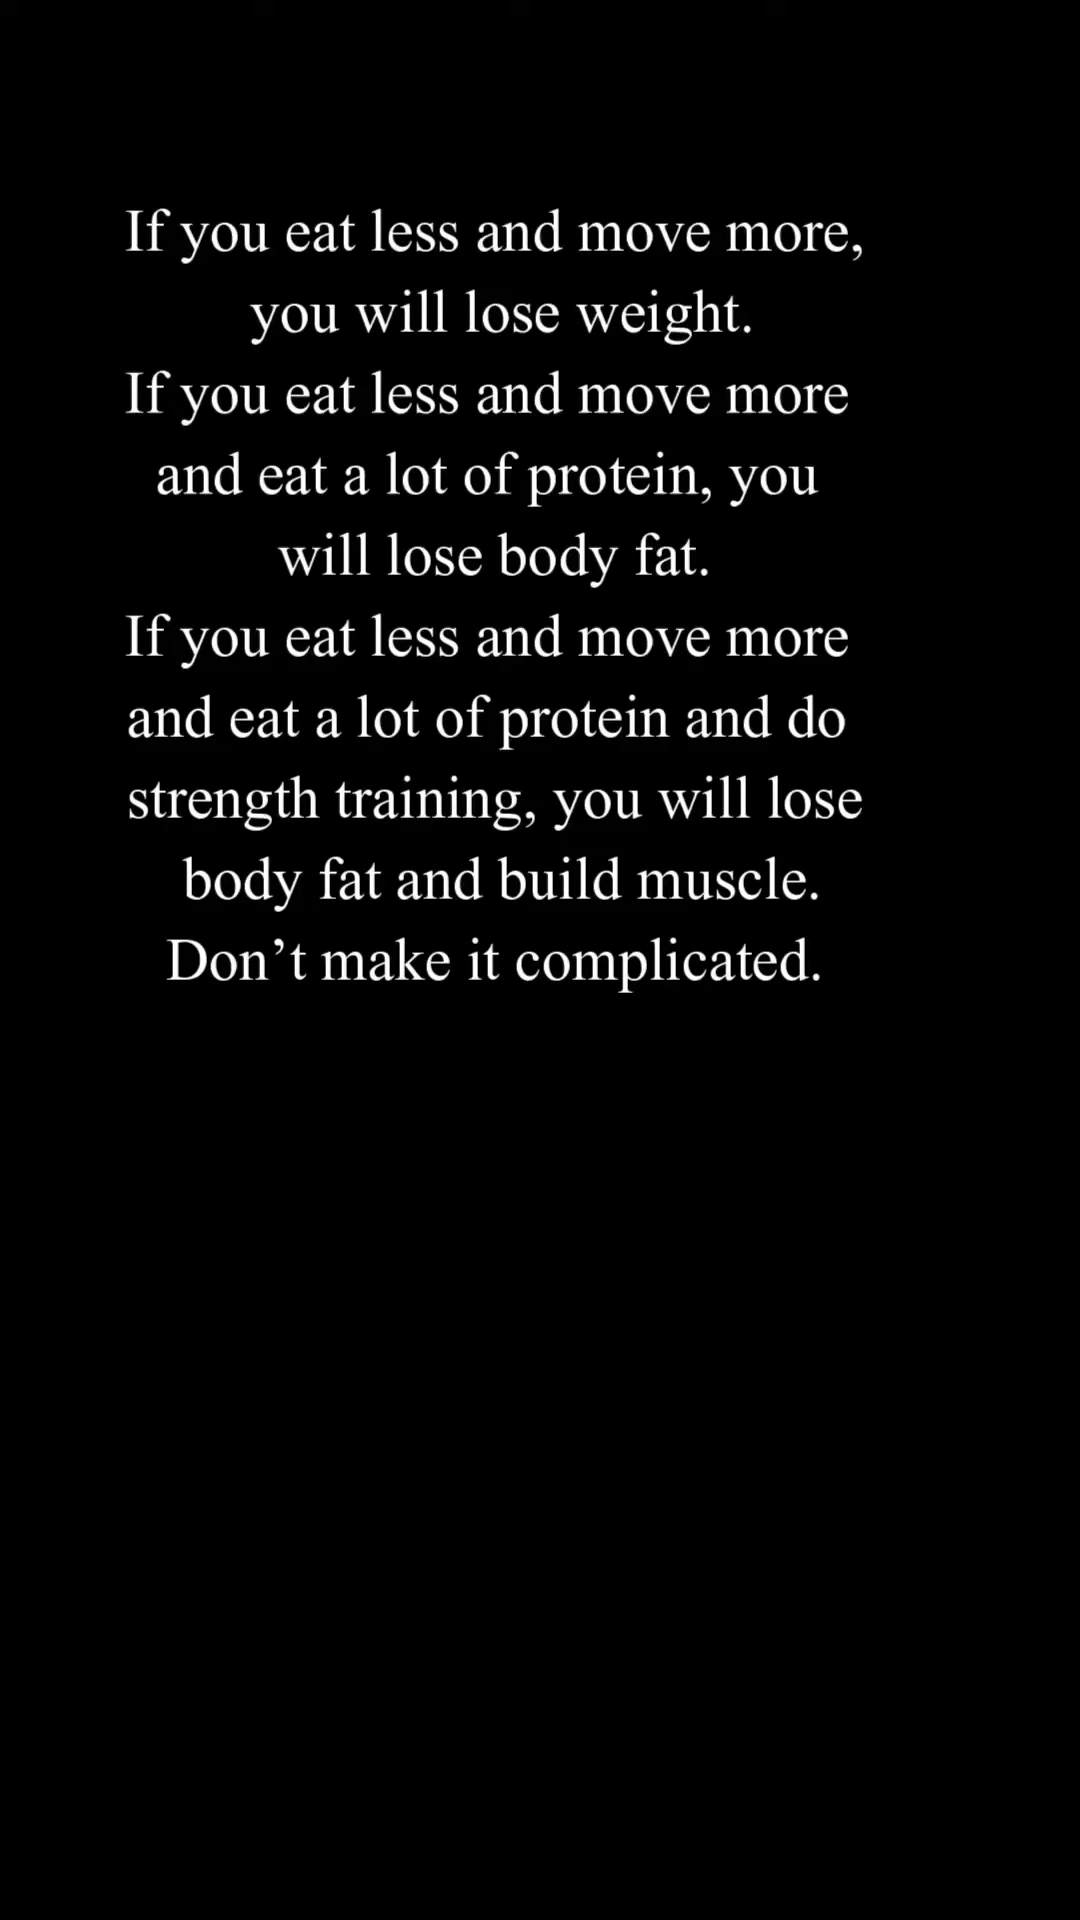 If you eat less and move more,
you will lose weight.
If you eat less and move more
and eat a lot of protein, you
will lose body fat.
If you eat less and move more
and eat a lot of protein and do
strength training, you will lose
body fat and build muscle.
Don’t make it complicated.